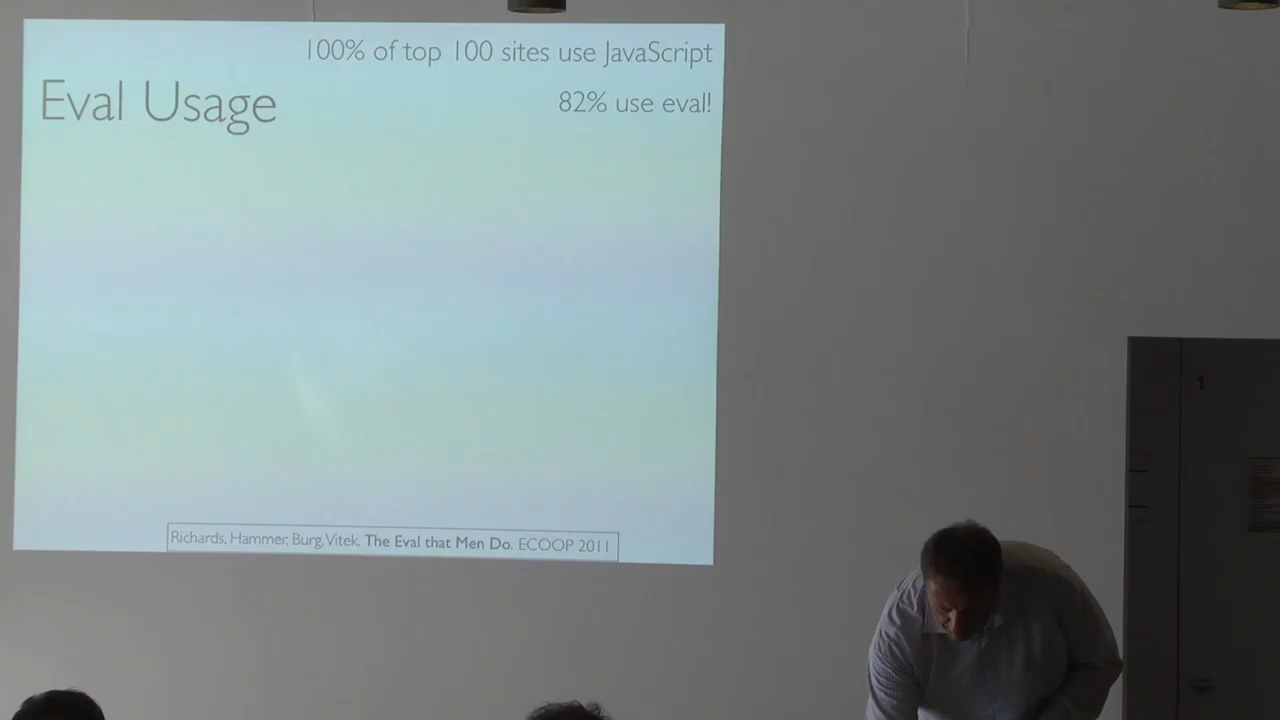 100% of top 100 sites use JavaScript
Eval Usage
82% use eval!
Richards, Hammer, Burg, Vitek. The Eval that Men Do. ECOOP 2011
1